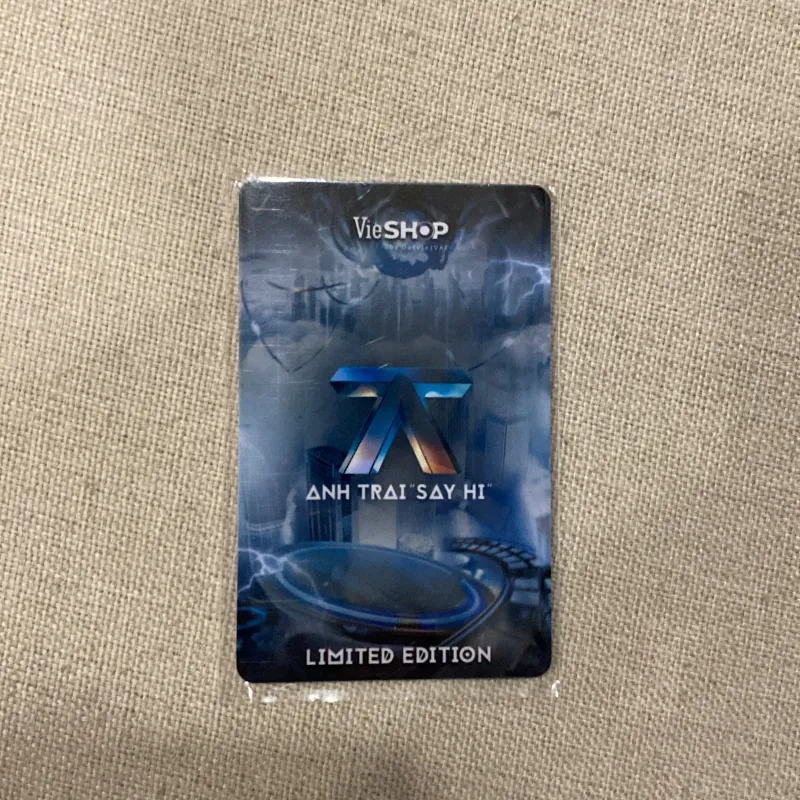 VieSHOP
ANH TRAI "SAY HI"
LIMITED EDITION